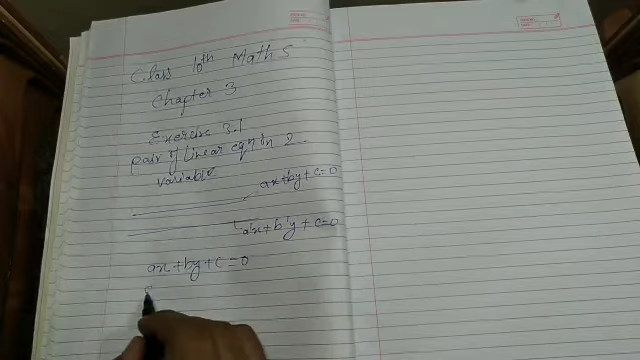 Class 10th Maths
Chapter 3
Exercise 3.1
pair of linear eqn in 2
variable
ax+by+c=0
a'x+b'y+c=0
ax+by+c=0